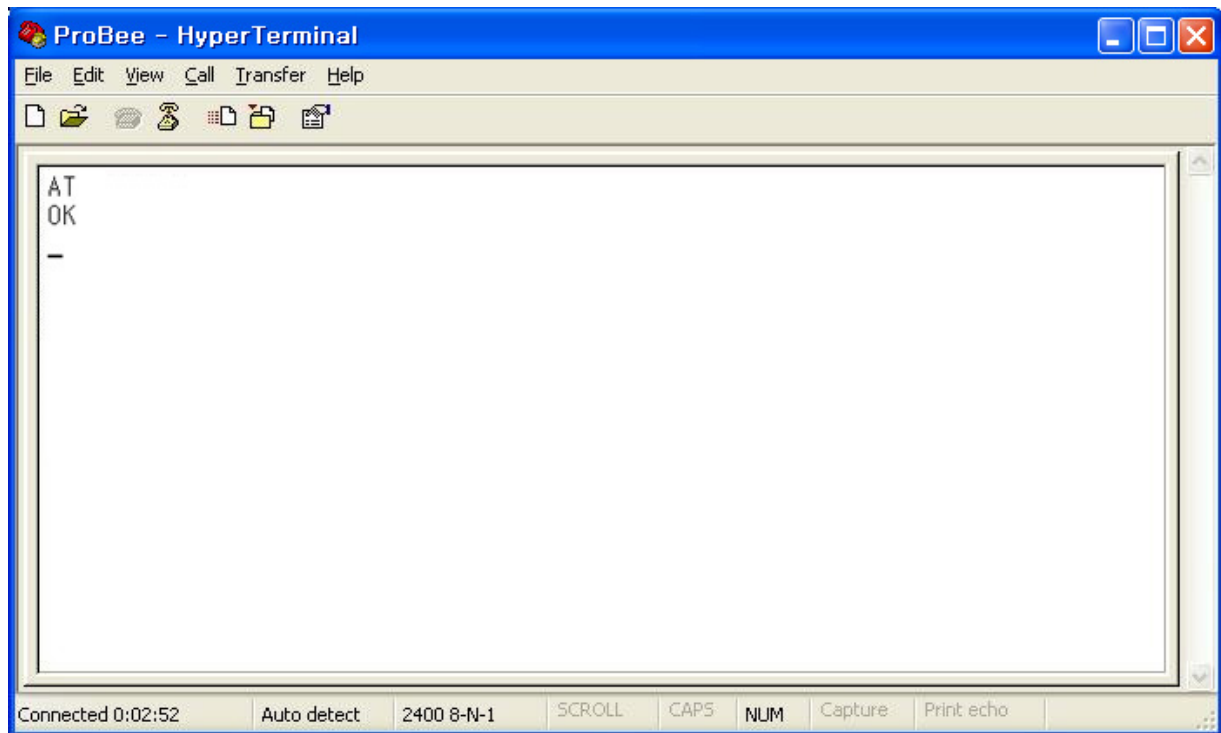 ProBee - HyperTerminal
File Edit View Call Transfer Help
AT
OK
_
Connected 0:02:52 Auto detect 2400 8-N-1 SCROLL CAPS NUM Capture Print echo